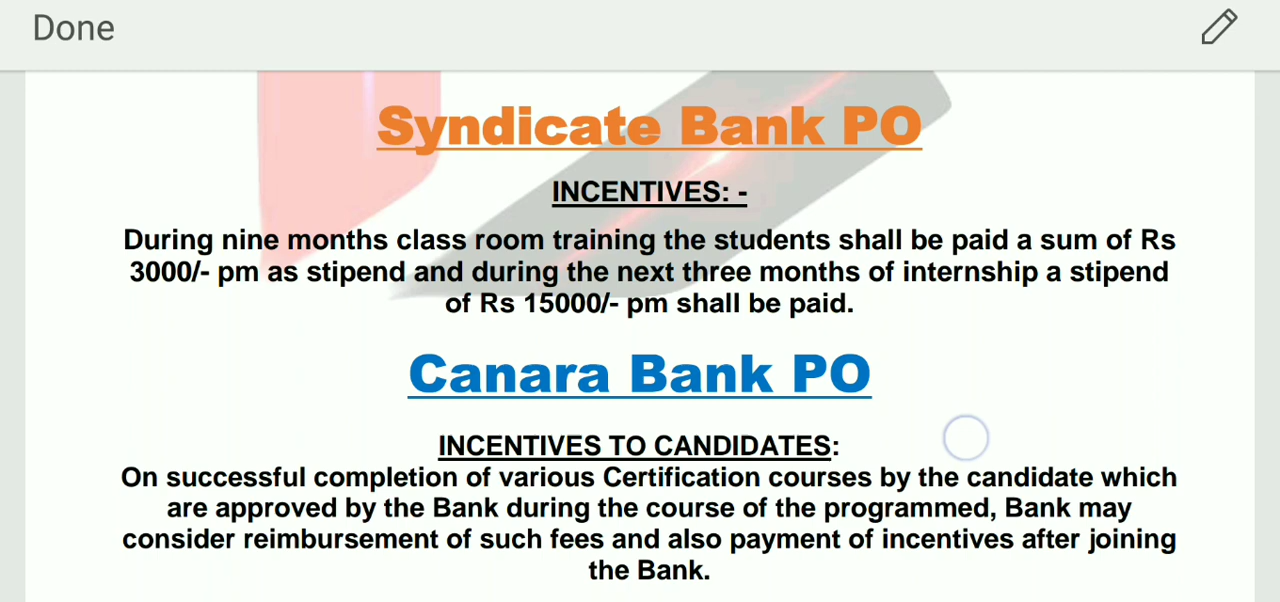 Done
Syndicate Bank PO
INCENTIVES: -
During nine months class room training the students shall be paid a sum of Rs
3000/- pm as stipend and during the next three months of internship a stipend
of Rs 15000/- pm shall be paid.
Canara Bank PO
INCENTIVES TO CANDIDATES:
On successful completion of various Certification courses by the candidate which
are approved by the Bank during the course of the programmed, Bank may
consider reimbursement of such fees and also payment of incentives after joining
the Bank.